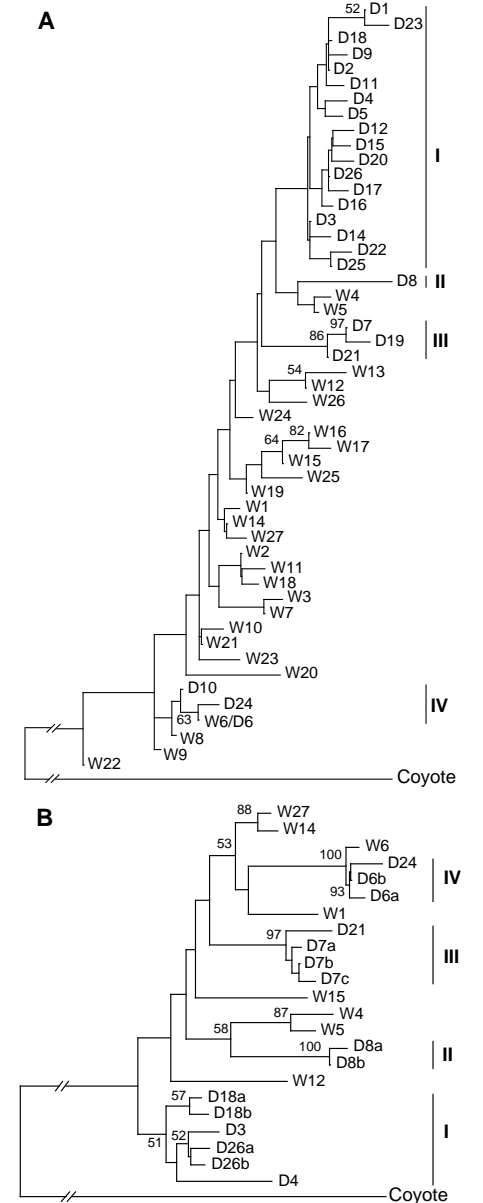 A
52
D1
D23
D18
D9
D2
D11
D4
D5
D12
D15
D20
D26
D17
D16
I
D3
D14
D22
D25
D8
II
W4
W5
97
D7
86
D19
III
D21
54
W13
W12
W26
W24
82
W16
64
W17
W15
W25
W19
W1
W14
W27
W2
W11
W18
W3
W7
W10
W21
W23
W20
D10
D24
IV
63
W6/D6
W8
W9
W22
Coyote
B
88
W27
W14
53
W6
100
D24
D6b
IV
93
D6a
W1
97
D21
D7a
III
D7b
D7c
W15
87
W4
58
W5
100
D8a
II
D8b
W12
57
D18a
D18b
51
52
D3
I
D26a
D26b
D4
Coyote